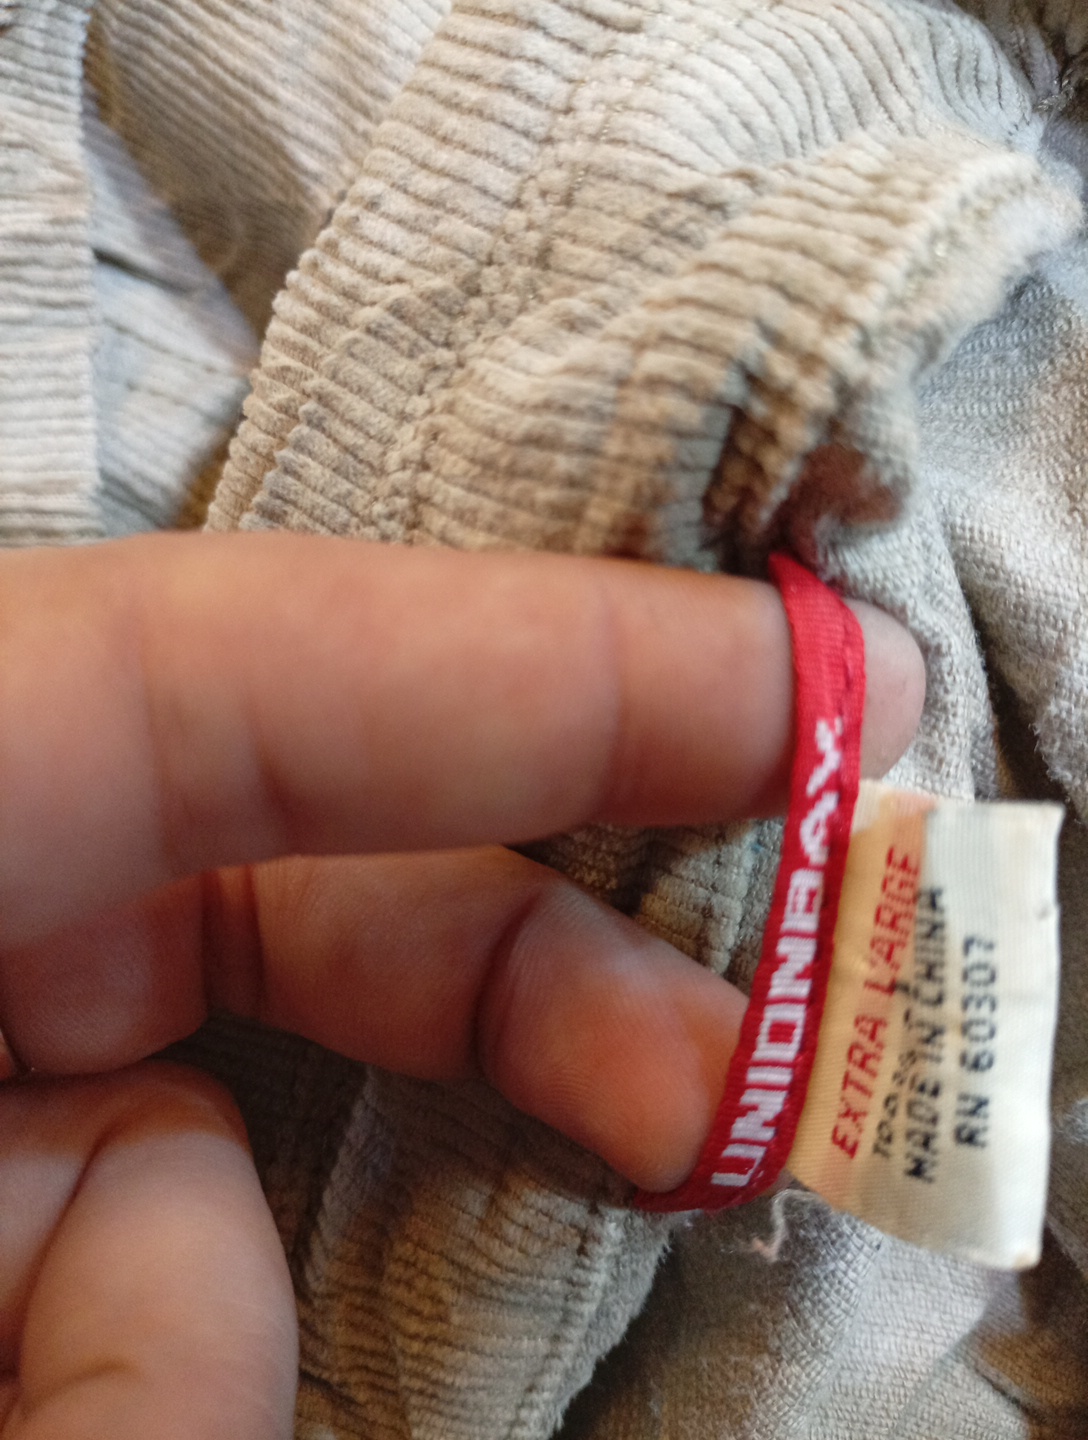 UNIONBAY
EXTRA LARGE
MADE IN CHINA
RN 60307